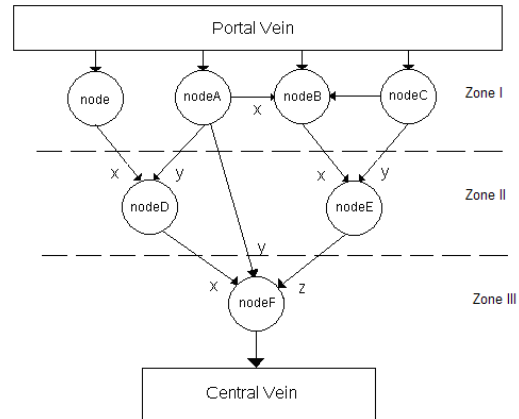 Portal Vein
node
nodeA
nodeB
nodeC
Zone I
x
x
y
x
y
Zone II
nodeD
nodeE
y
x
z
nodeF
Zone III
Central Vein